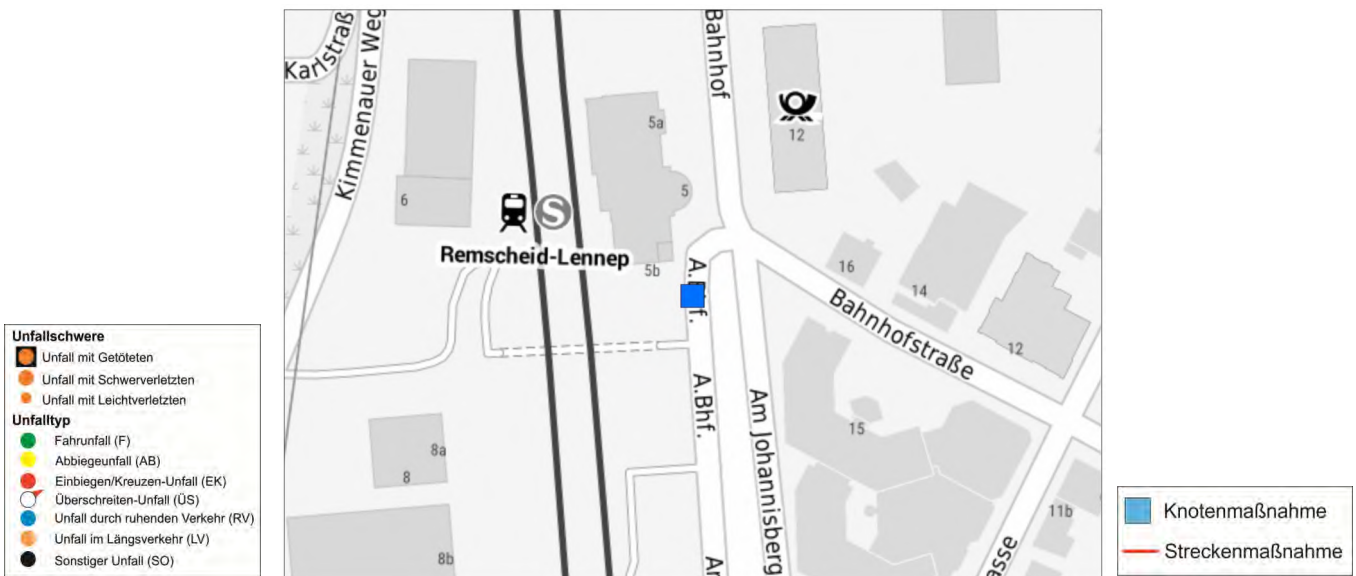 Unfallschwere
Unfall mit Getöteten
Unfall mit Schwerverletzten
Unfall mit Leichtverletzten
Unfalltyp
Fahrunfall (F)
Abbiegeunfall (AB)
Einbiegen/Kreuzen-Unfall (EK)
Überschreiten-Unfall (ÜS)
Unfall durch ruhenden Verkehr (RV)
Unfall im Längsverkehr (LV)
Sonstiger Unfall (SO)
Karlstraß
Kimmenauer Weg
Bahnhof
5a
12
6
5
S
Remscheid-Lennep
5b
16
14
Bahnhofstraße
12
A.Bhf.
Am Johannisberg
15
8a
8
8b
11b
asse
Knotenmaßnahme
Streckenmaßnahme